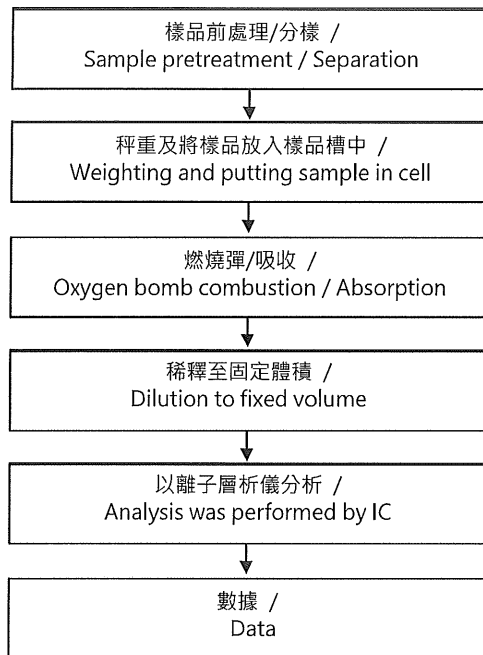 樣品前處理/分樣 /
Sample pretreatment / Separation
秤重及將樣品放入樣品槽中 /
Weighting and putting sample in cell
燃燒彈/吸收 /
Oxygen bomb combustion / Absorption
稀釋至固定體積 /
Dilution to fixed volume
以離子層析儀分析 /
Analysis was performed by IC
數據 /
Data